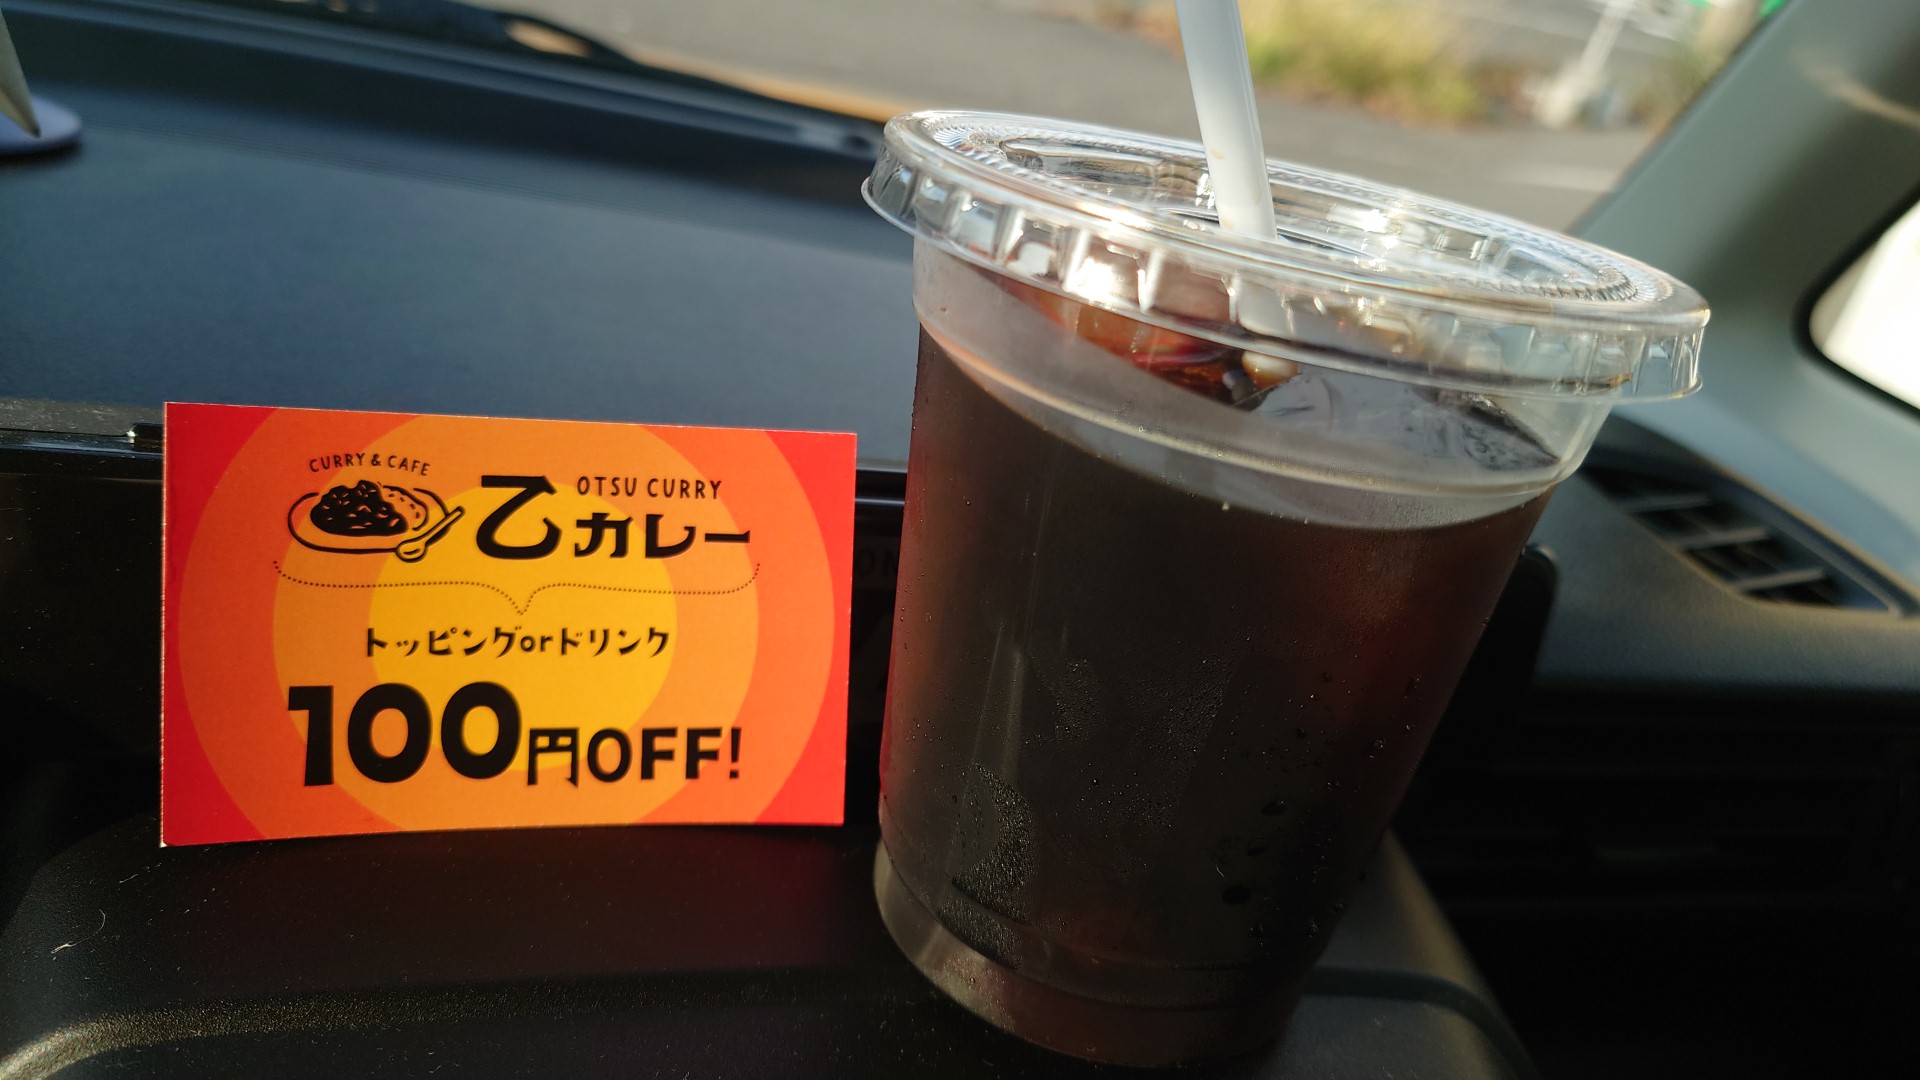 CURRY & CAFE
OTSU CURRY
乙カレー
トッピングorドリンク
100円OFF!